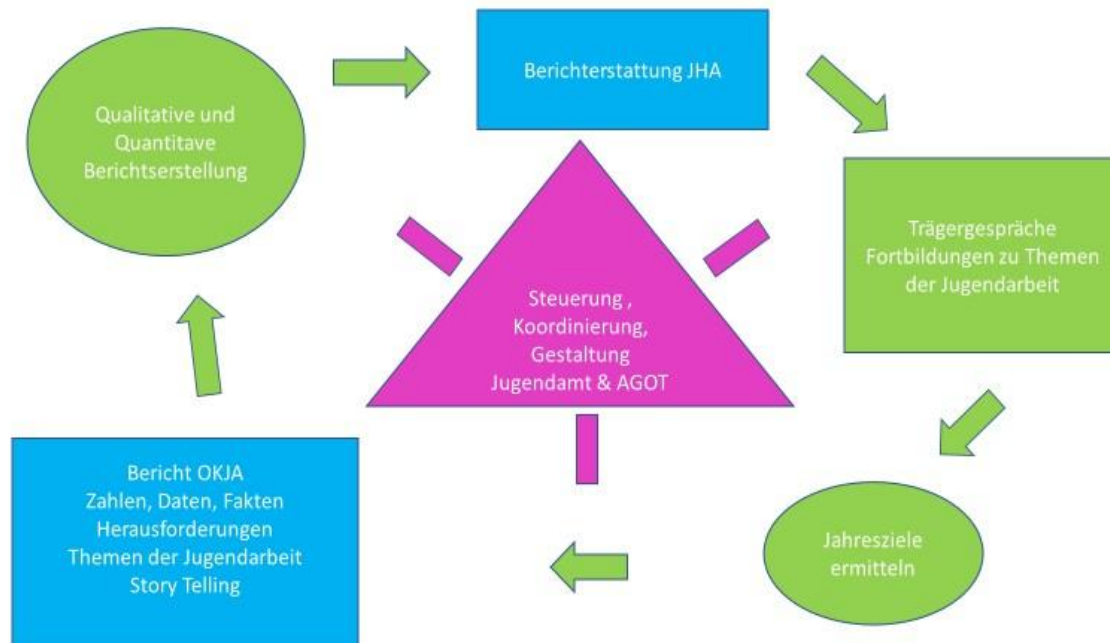 Berichterstattung JHA
Qualitative und
Quantitave
Berichtserstellung
Trägergespräche
Fortbildungen zu Themen
der Jugendarbeit
Steuerung ,
Koordinierung,
Gestaltung
Jugendamt & AGOT
Bericht OKJA
Zahlen, Daten, Fakten
Herausforderungen
Themen der Jugendarbeit
Story Telling
Jahresziele
ermitteln